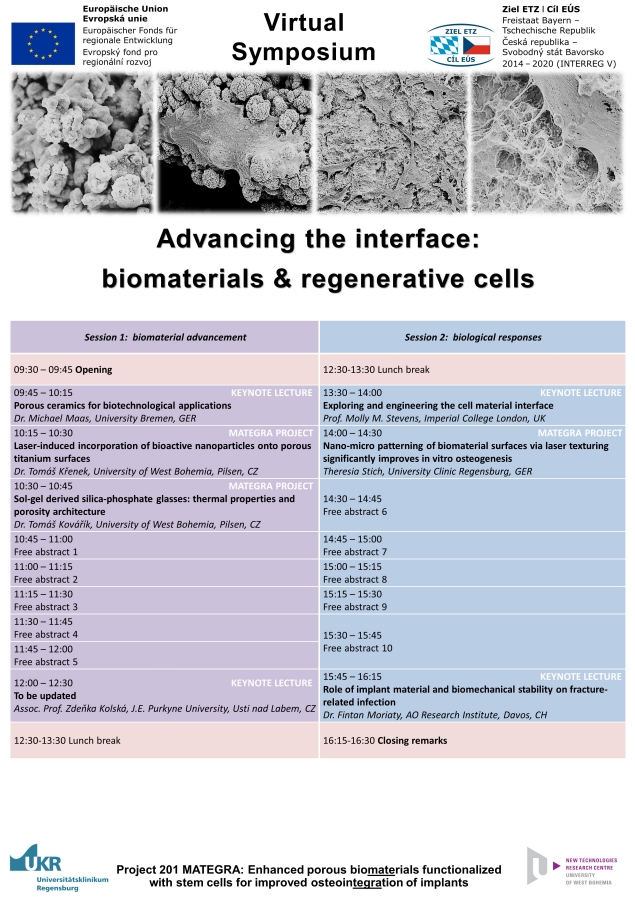 Europäische Union
Evropská unie
Europäischer Fonds für
regionale Entwicklung
Evropský fond pro
regionální rozvoj
Virtual
Symposium
ZIEL ETZ
CÍL EÚS
Ziel ETZ | Cíl EÚS
Freistaat Bayern –
Tschechische Republik
Česká republika –
Svobodný stát Bavorsko
2014 – 2020 (INTERREG V)
Advancing the interface:
biomaterials & regenerative cells
Session 1: biomaterial advancement
09:30 – 09:45 Opening
09:45 – 10:15 KEYNOTE LECTURE
Porous ceramics for biotechnological applications
Dr. Michael Maas, University Bremen, GER
10:15 – 10:30 MATEGRA PROJECT
Laser-induced incorporation of bioactive nanoparticles onto porous
titanium surfaces
Dr. Tomáš Křenek, University of West Bohemia, Pilsen, CZ
10:30 – 10:45 MATEGRA PROJECT
Sol-gel derived silica-phosphate glasses: thermal properties and
porosity architecture
Dr. Tomáš Kovářík, University of West Bohemia, Pilsen, CZ
10:45 – 11:00
Free abstract 1
11:00 – 11:15
Free abstract 2
11:15 – 11:30
Free abstract 3
11:30 – 11:45
Free abstract 4
11:45 – 12:00
Free abstract 5
12:00 – 12:30 KEYNOTE LECTURE
To be updated
Assoc. Prof. Zdeňka Kolská, J.E. Purkyne University, Usti nad Labem, CZ
12:30-13:30 Lunch break
Session 2: biological responses
12:30-13:30 Lunch break
13:30 – 14:00 KEYNOTE LECTURE
Exploring and engineering the cell material interface
Prof. Molly M. Stevens, Imperial College London, UK
14:00 – 14:30 MATEGRA PROJECT
Nano-micro patterning of biomaterial surfaces via laser texturing
significantly improves in vitro osteogenesis
Theresia Stich, University Clinic Regensburg, GER
14:30 – 14:45
Free abstract 6
14:45 – 15:00
Free abstract 7
15:00 – 15:15
Free abstract 8
15:15 – 15:30
Free abstract 9
15:30 – 15:45
Free abstract 10
15:45 – 16:15 KEYNOTE LECTURE
Role of implant material and biomechanical stability on fracture-
related infection
Dr. Fintan Moriaty, AO Research Institute, Davos, CH
16:15-16:30 Closing remarks
UKR
Universitätsklinikum
Regensburg
Project 201 MATEGRA: Enhanced porous biomaterials functionalized
with stem cells for improved osteointegration of implants
NEW TECHNOLOGIES
RESEARCH CENTRE
UNIVERSITY
OF WEST BOHEMIA